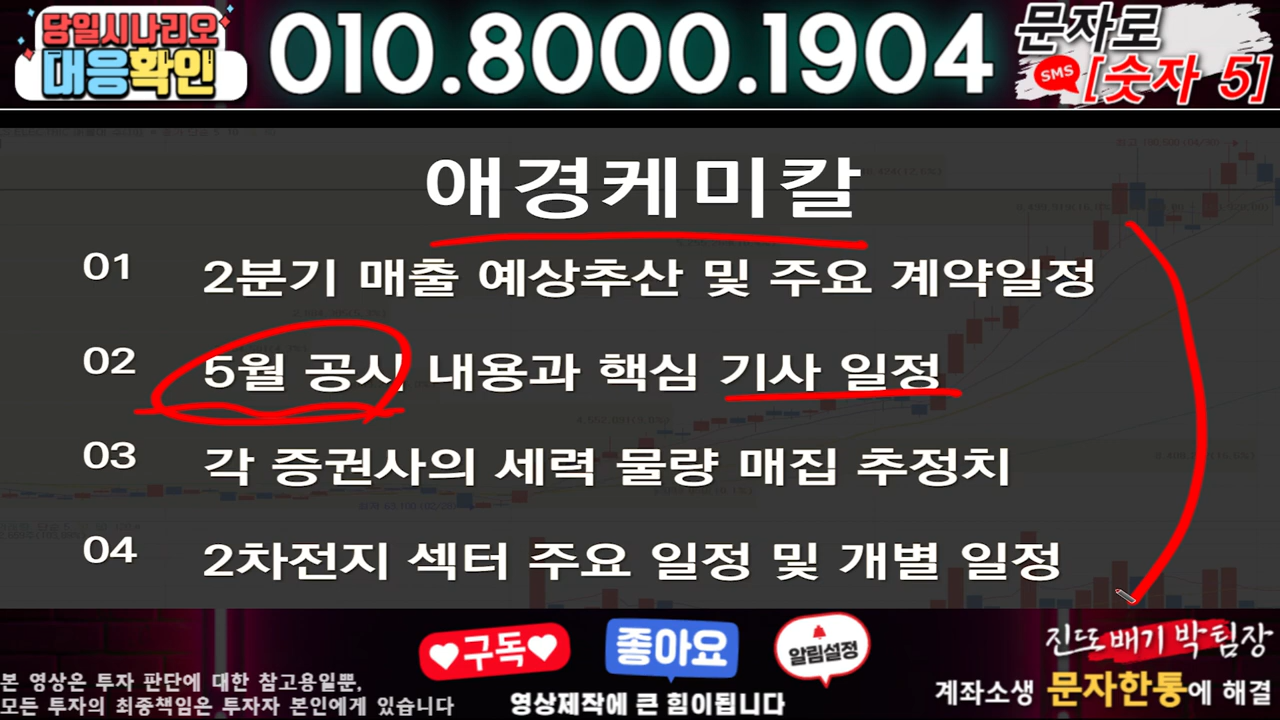 당일시나리오
대응확인
010.8000.1904
문자로
SMS
[숫자 5]
애경케미칼
01 2분기 매출 예상추산 및 주요 계약일정
02 5월 공시 내용과 핵심 기사 일정
03 각 증권사의 세력 물량 매집 추정치
04 2차전지 섹터 주요 일정 및 개별 일정
구독
좋아요
알림설정
영상제작에 큰 힘이됩니다
본 영상은 투자 판단에 대한 참고용일뿐,
모든 투자의 최종책임은 투자자 본인에게 있습니다
진또배기 박팀장
계좌소생 문자한통에 해결